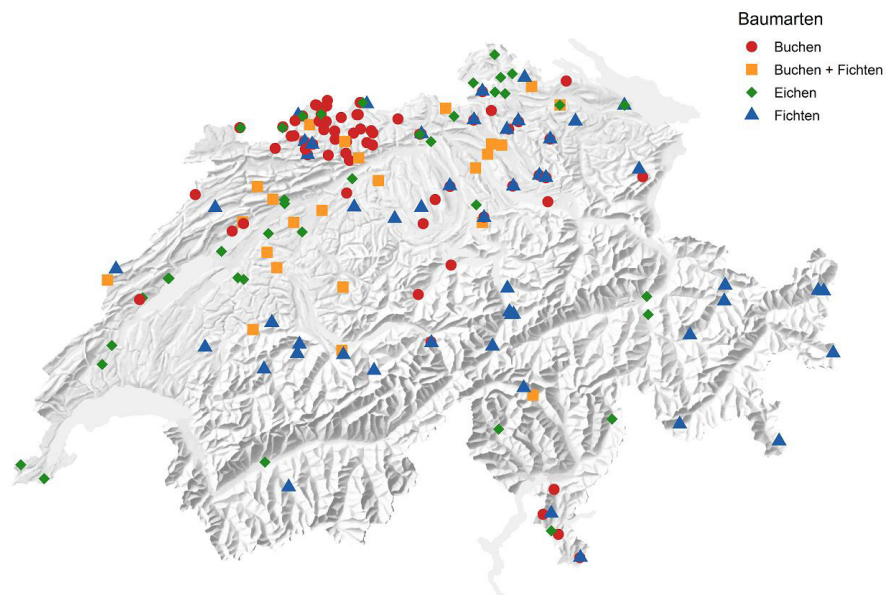 Baumarten
Buchen
Buchen + Fichten
Eichen
Fichten